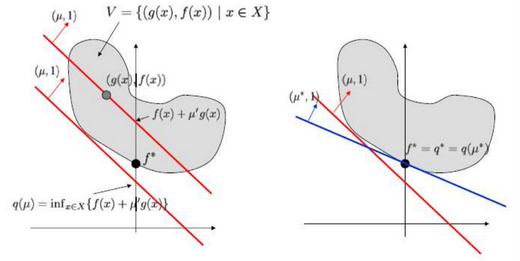 (μ, 1)
V = {(g(x), f(x)) | x ∈ X}
(μ, 1)
(g(x), f(x))
f(x) + μ′g(x)
f*
q(μ) = inf_{x∈X}{f(x) + μ′g(x)}
(μ, 1)
(μ*, 1)
f* = q* = q(μ*)